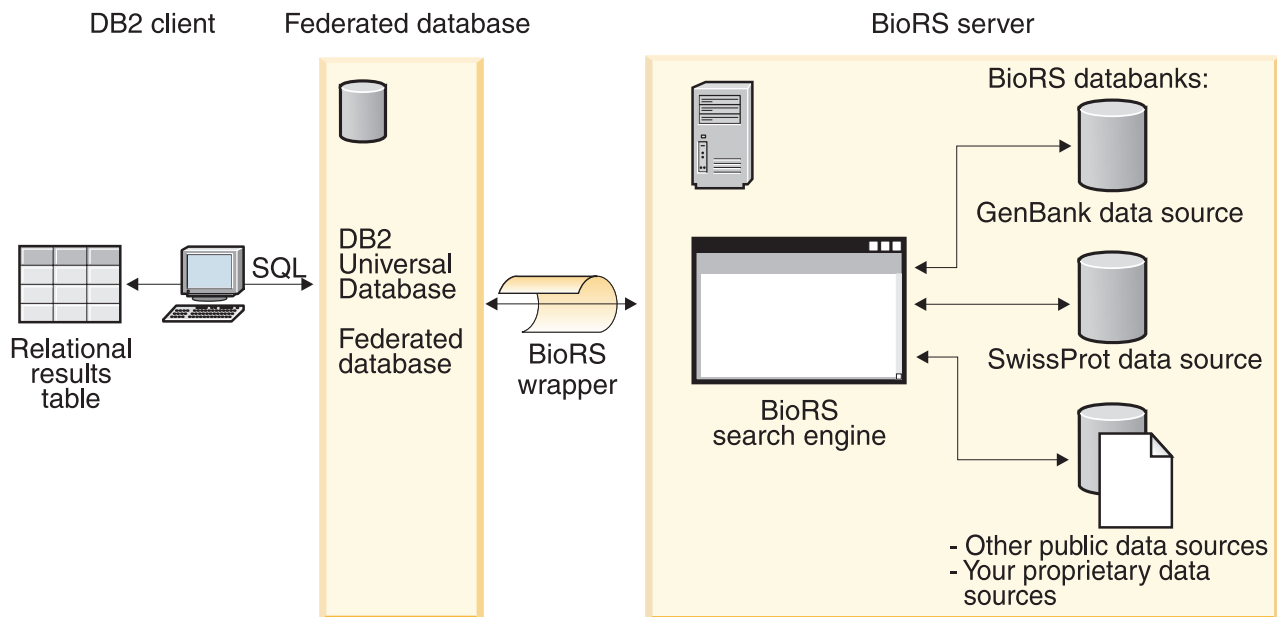 DB2 client
Federated database
BioRS server
Relational
results
table
SQL
DB2
Universal
Database
Federated
database
BioRS
wrapper
BioRS
search engine
BioRS databanks:
GenBank data source
SwissProt data source
- Other public data sources
- Your proprietary data
sources